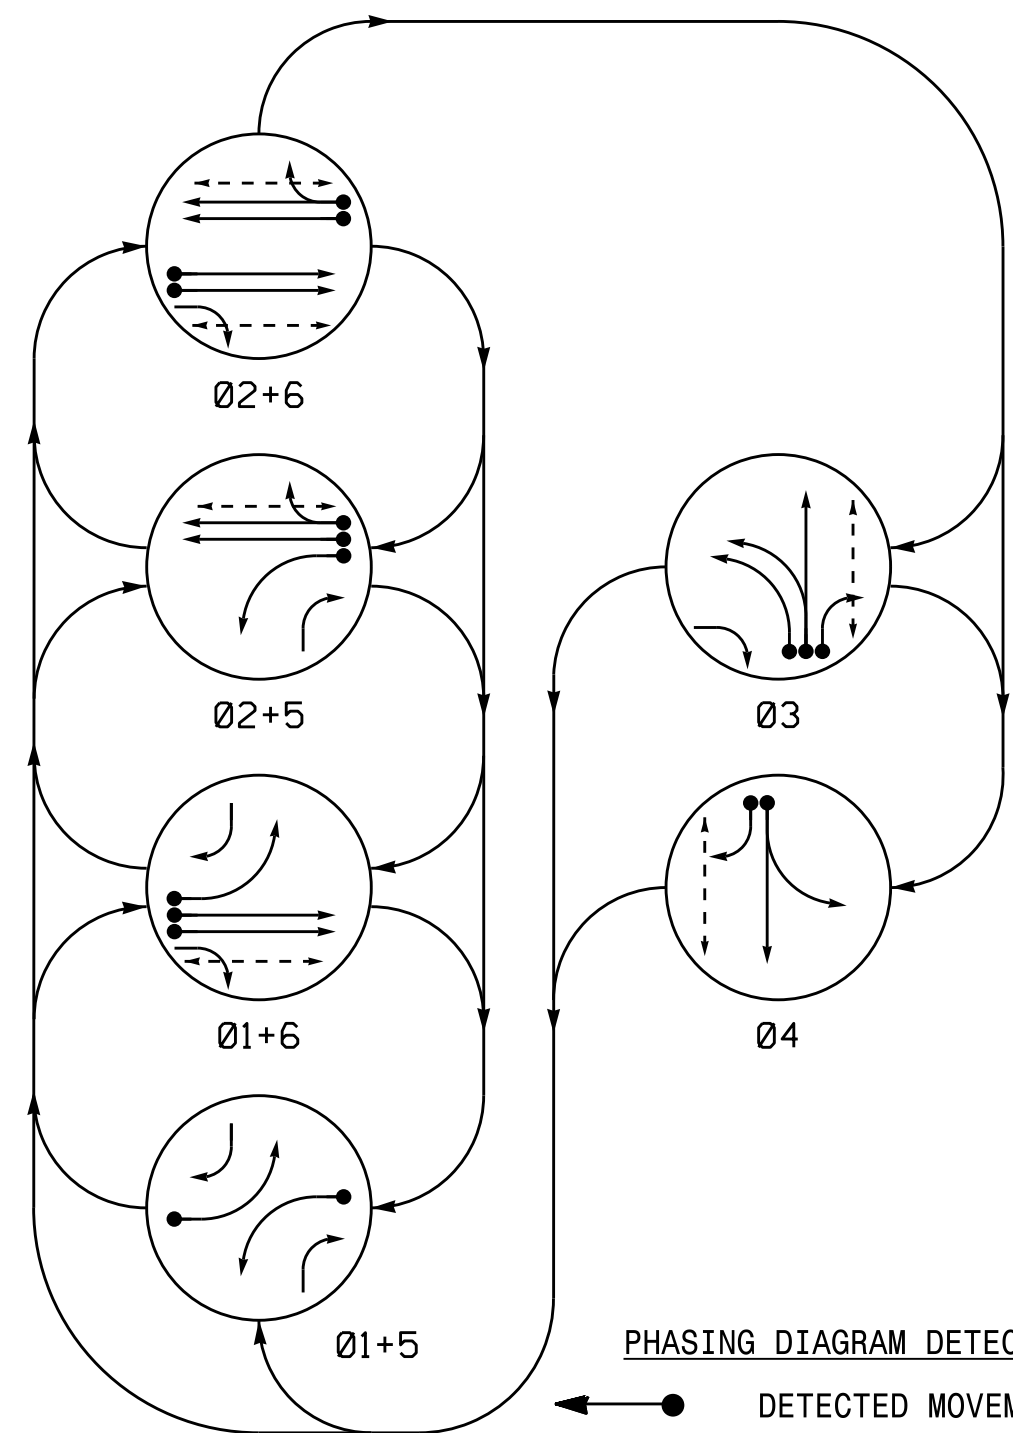 Ø2+6
Ø2+5
Ø3
Ø1+6
Ø4
Ø1+5
PHASING DIAGRAM DETEC
DETECTED MOVEM